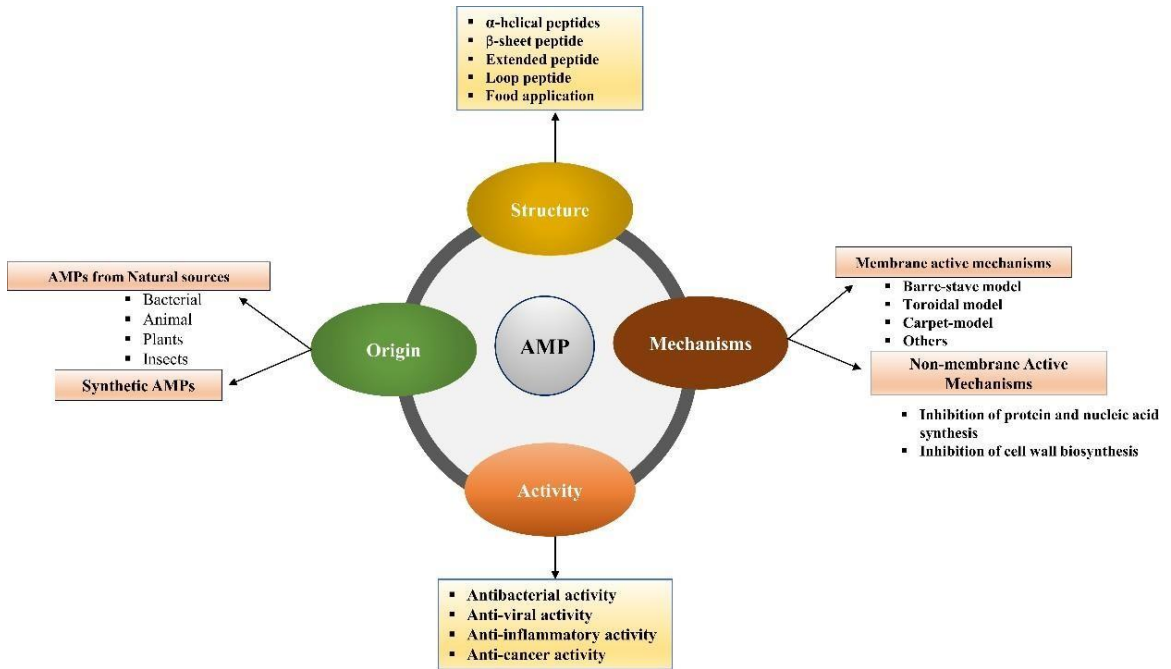 ▪ α-helical peptides
▪ β-sheet peptide
▪ Extended peptide
▪ Loop peptide
▪ Food application
Structure
AMPs from Natural sources
▪ Bacterial
▪ Animal
▪ Plants
▪ Insects
Synthetic AMPs
Origin
AMP
Mechanisms
Membrane active mechanisms
▪ Barre-stave model
▪ Toroidal model
▪ Carpet-model
▪ Others
Non-membrane Active
Mechanisms
▪ Inhibition of protein and nucleic acid
synthesis
▪ Inhibition of cell wall biosynthesis
Activity
▪ Antibacterial activity
▪ Anti-viral activity
▪ Anti-inflammatory activity
▪ Anti-cancer activity